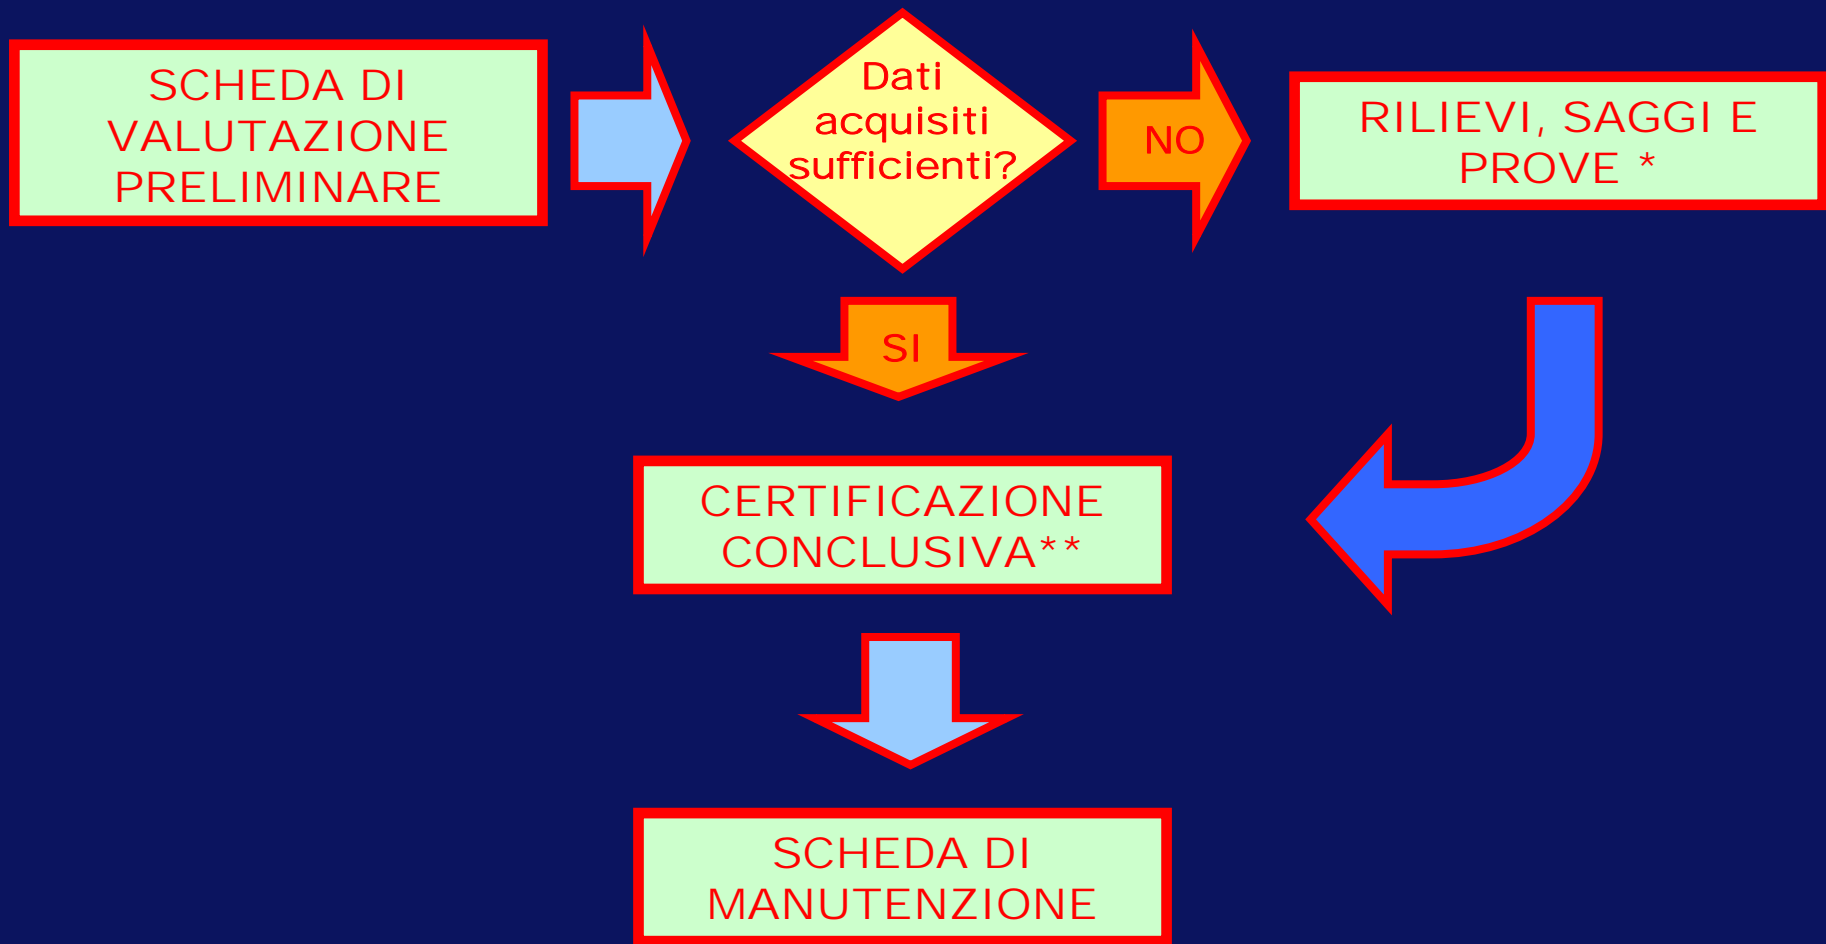 SCHEDA DI
VALUTAZIONE
PRELIMINARE
Dati
acquisiti
sufficienti?
NO
RILIEVI, SAGGI E
PROVE *
SI
CERTIFICAZIONE
CONCLUSIVA**
SCHEDA DI
MANUTENZIONE